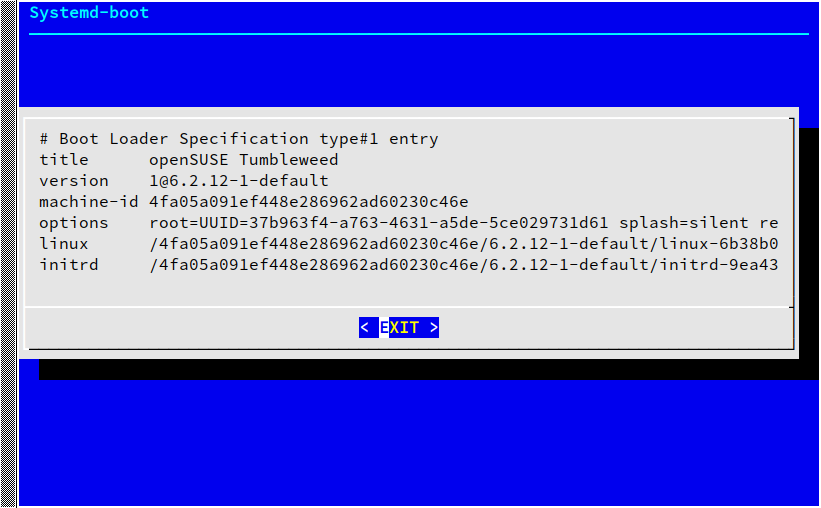 Systemd-boot
# Boot Loader Specification type#1 entry
title openSUSE Tumbleweed
version 1@6.2.12-1-default
machine-id 4fa05a091ef448e286962ad60230c46e
options root=UUID=37b963f4-a763-4631-a5de-5ce029731d61 splash=silent re
linux /4fa05a091ef448e286962ad60230c46e/6.2.12-1-default/linux-6b38b0
initrd /4fa05a091ef448e286962ad60230c46e/6.2.12-1-default/initrd-9ea43
< EXIT >